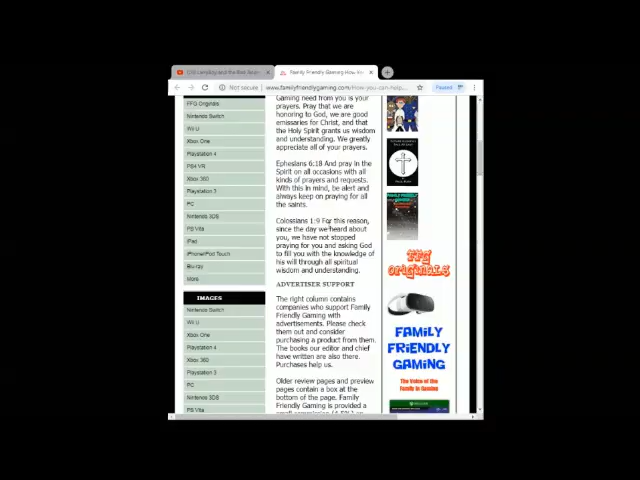 Family Friendly Gaming How
Not secure
www.familyfriendlygaming.com/How-you-can-help...
Paused
FFG Originals
Nintendo Switch
Wii U
Xbox One
Playstation 4
PS4 VR
Xbox 360
Playstation 3
PC
Nintendo 3DS
PS Vita
iPad
iPhone/iPod Touch
Blu-ray
More
IMAGES
Nintendo Switch
Wii U
Xbox One
Playstation 4
Xbox 360
Playstation 3
PC
Nintendo 3DS
PS Vita
Gaming need from you is your
prayers. Pray that we are
honoring to God, we are good
emissaries for Christ, and that
the Holy Spirit grants us wisdom
and understanding. We greatly
appreciate all of your prayers.
Ephesians 6:18 And pray in the
Spirit on all occasions with all
kinds of prayers and requests.
With this in mind, be alert and
always keep on praying for all
the saints.
Colossians 1:9 For this reason,
since the day we heard about
you, we have not stopped
praying for you and asking God
to fill you with the knowledge of
his will through all spiritual
wisdom and understanding.
ADVERTISER SUPPORT
The right column contains
companies who support Family
Friendly Gaming with
advertisements. Please check
them out and consider
purchasing a product from them.
The books our editor and chief
have written are also there.
Purchases help us.
Older review pages and preview
pages contain a box at the
bottom of the page. Family
Friendly Gaming is provided a
FFG
ORIGINALS
FAMILY
FRIENDLY
GAMING
The Voice of the
Family in Gaming